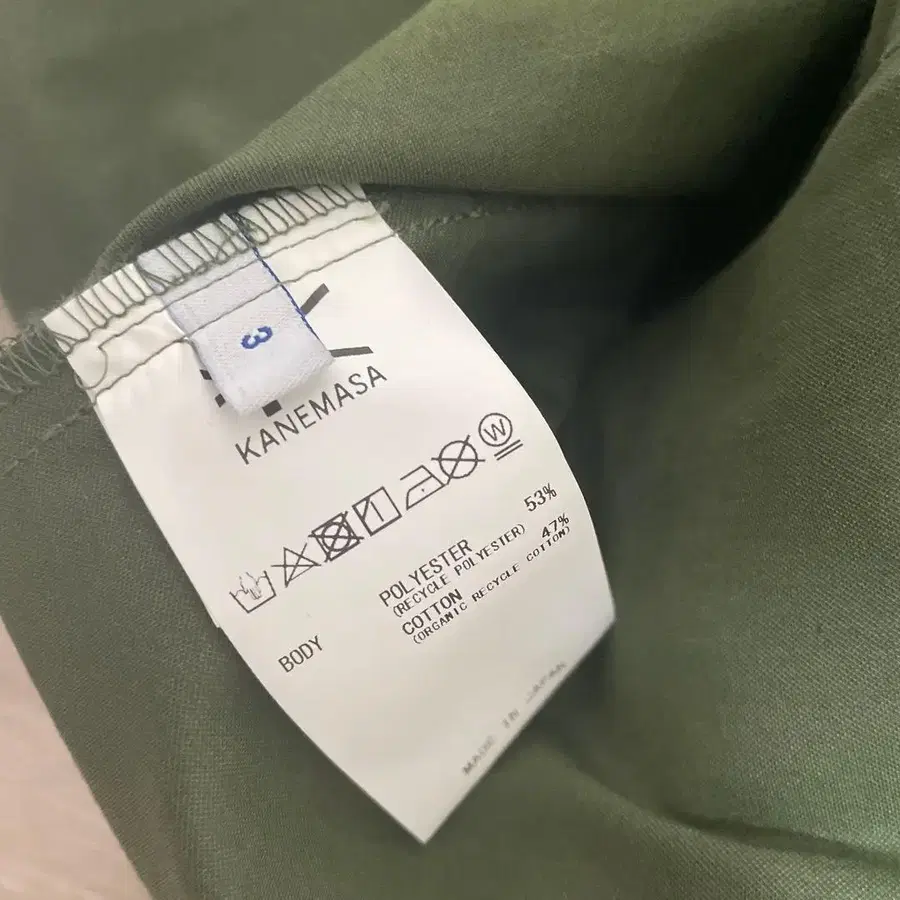 3
KANEMASA
W
BODY
POLYESTER 53%
(RECYCLE POLYESTER)
COTTON 47%
(ORGANIC RECYCLE COTTON)
MADE IN JAPAN